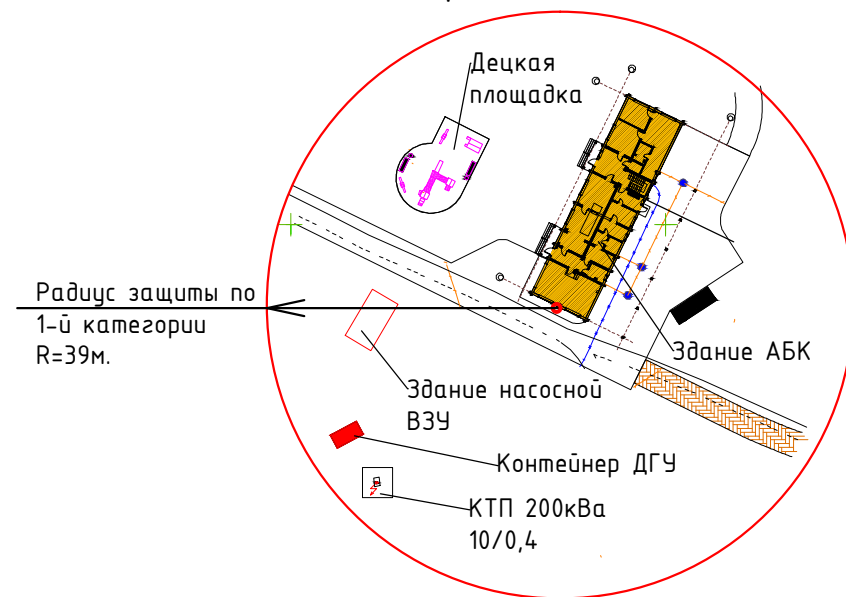 Децкая
площадка
Радиус защиты по
1-й категории
R=39м.
Здание АБК
Здание насосной
ВЗУ
Контейнер ДГУ
КТП 200кВа
10/0,4